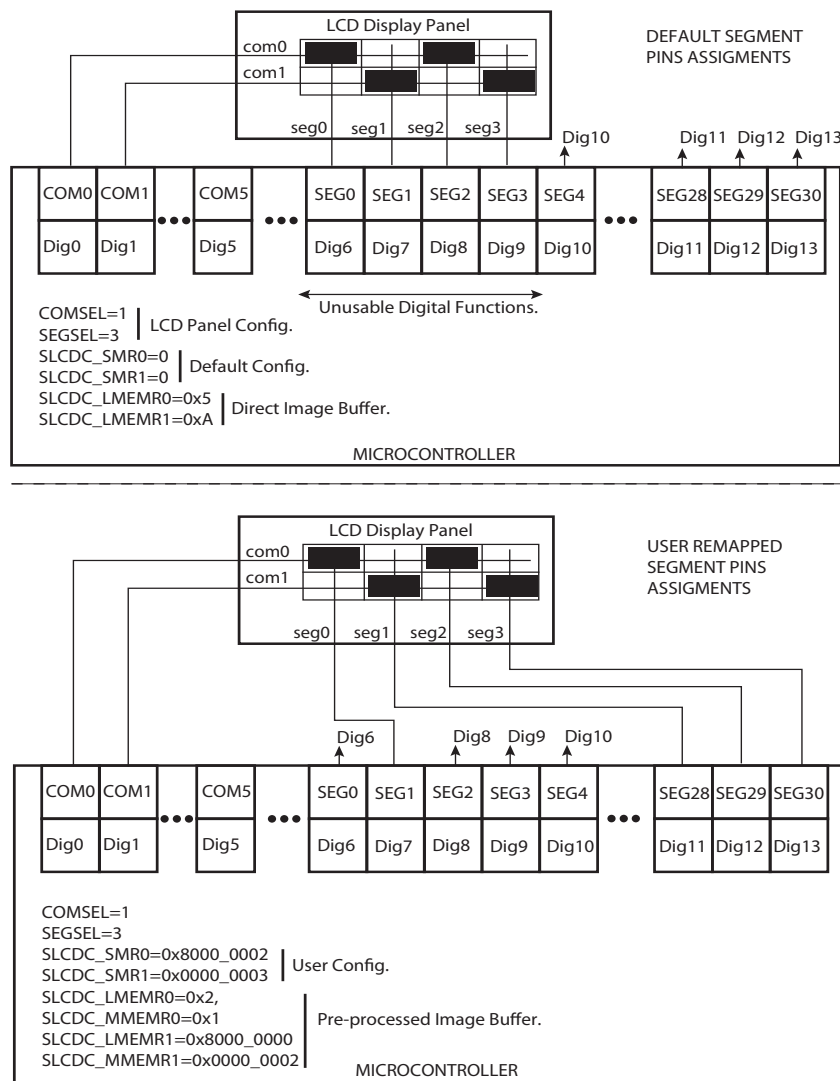 LCD Display Panel
DEFAULT SEGMENT
PINS ASSIGMENTS
com0
com1
seg0 seg1 seg2 seg3
Dig10 Dig11 Dig12 Dig13
COM0 COM1 COM5 SEG0 SEG1 SEG2 SEG3 SEG4 SEG28 SEG29 SEG30
Dig0 Dig1 Dig5 Dig6 Dig7 Dig8 Dig9 Dig10 Dig11 Dig12 Dig13
Unusable Digital Functions.
COMSEL=1
SEGSEL=3
LCD Panel Config.
SLCDC_SMR0=0
SLCDC_SMR1=0
Default Config.
SLCDC_LMEMR0=0x5
SLCDC_LMEMR1=0xA
Direct Image Buffer.
MICROCONTROLLER
LCD Display Panel
USER REMAPPED
SEGMENT PINS
ASSIGMENTS
com0
com1
seg0 seg1 seg2 seg3
Dig6 Dig8 Dig9 Dig10
COM0 COM1 COM5 SEG0 SEG1 SEG2 SEG3 SEG4 SEG28 SEG29 SEG30
Dig0 Dig1 Dig5 Dig6 Dig7 Dig8 Dig9 Dig10 Dig11 Dig12 Dig13
COMSEL=1
SEGSEL=3
SLCDC_SMR0=0x8000_0002
SLCDC_SMR1=0x0000_0003
User Config.
SLCDC_LMEMR0=0x2,
SLCDC_MMEMR0=0x1
SLCDC_LMEMR1=0x8000_0000
SLCDC_MMEMR1=0x0000_0002
Pre-processed Image Buffer.
MICROCONTROLLER